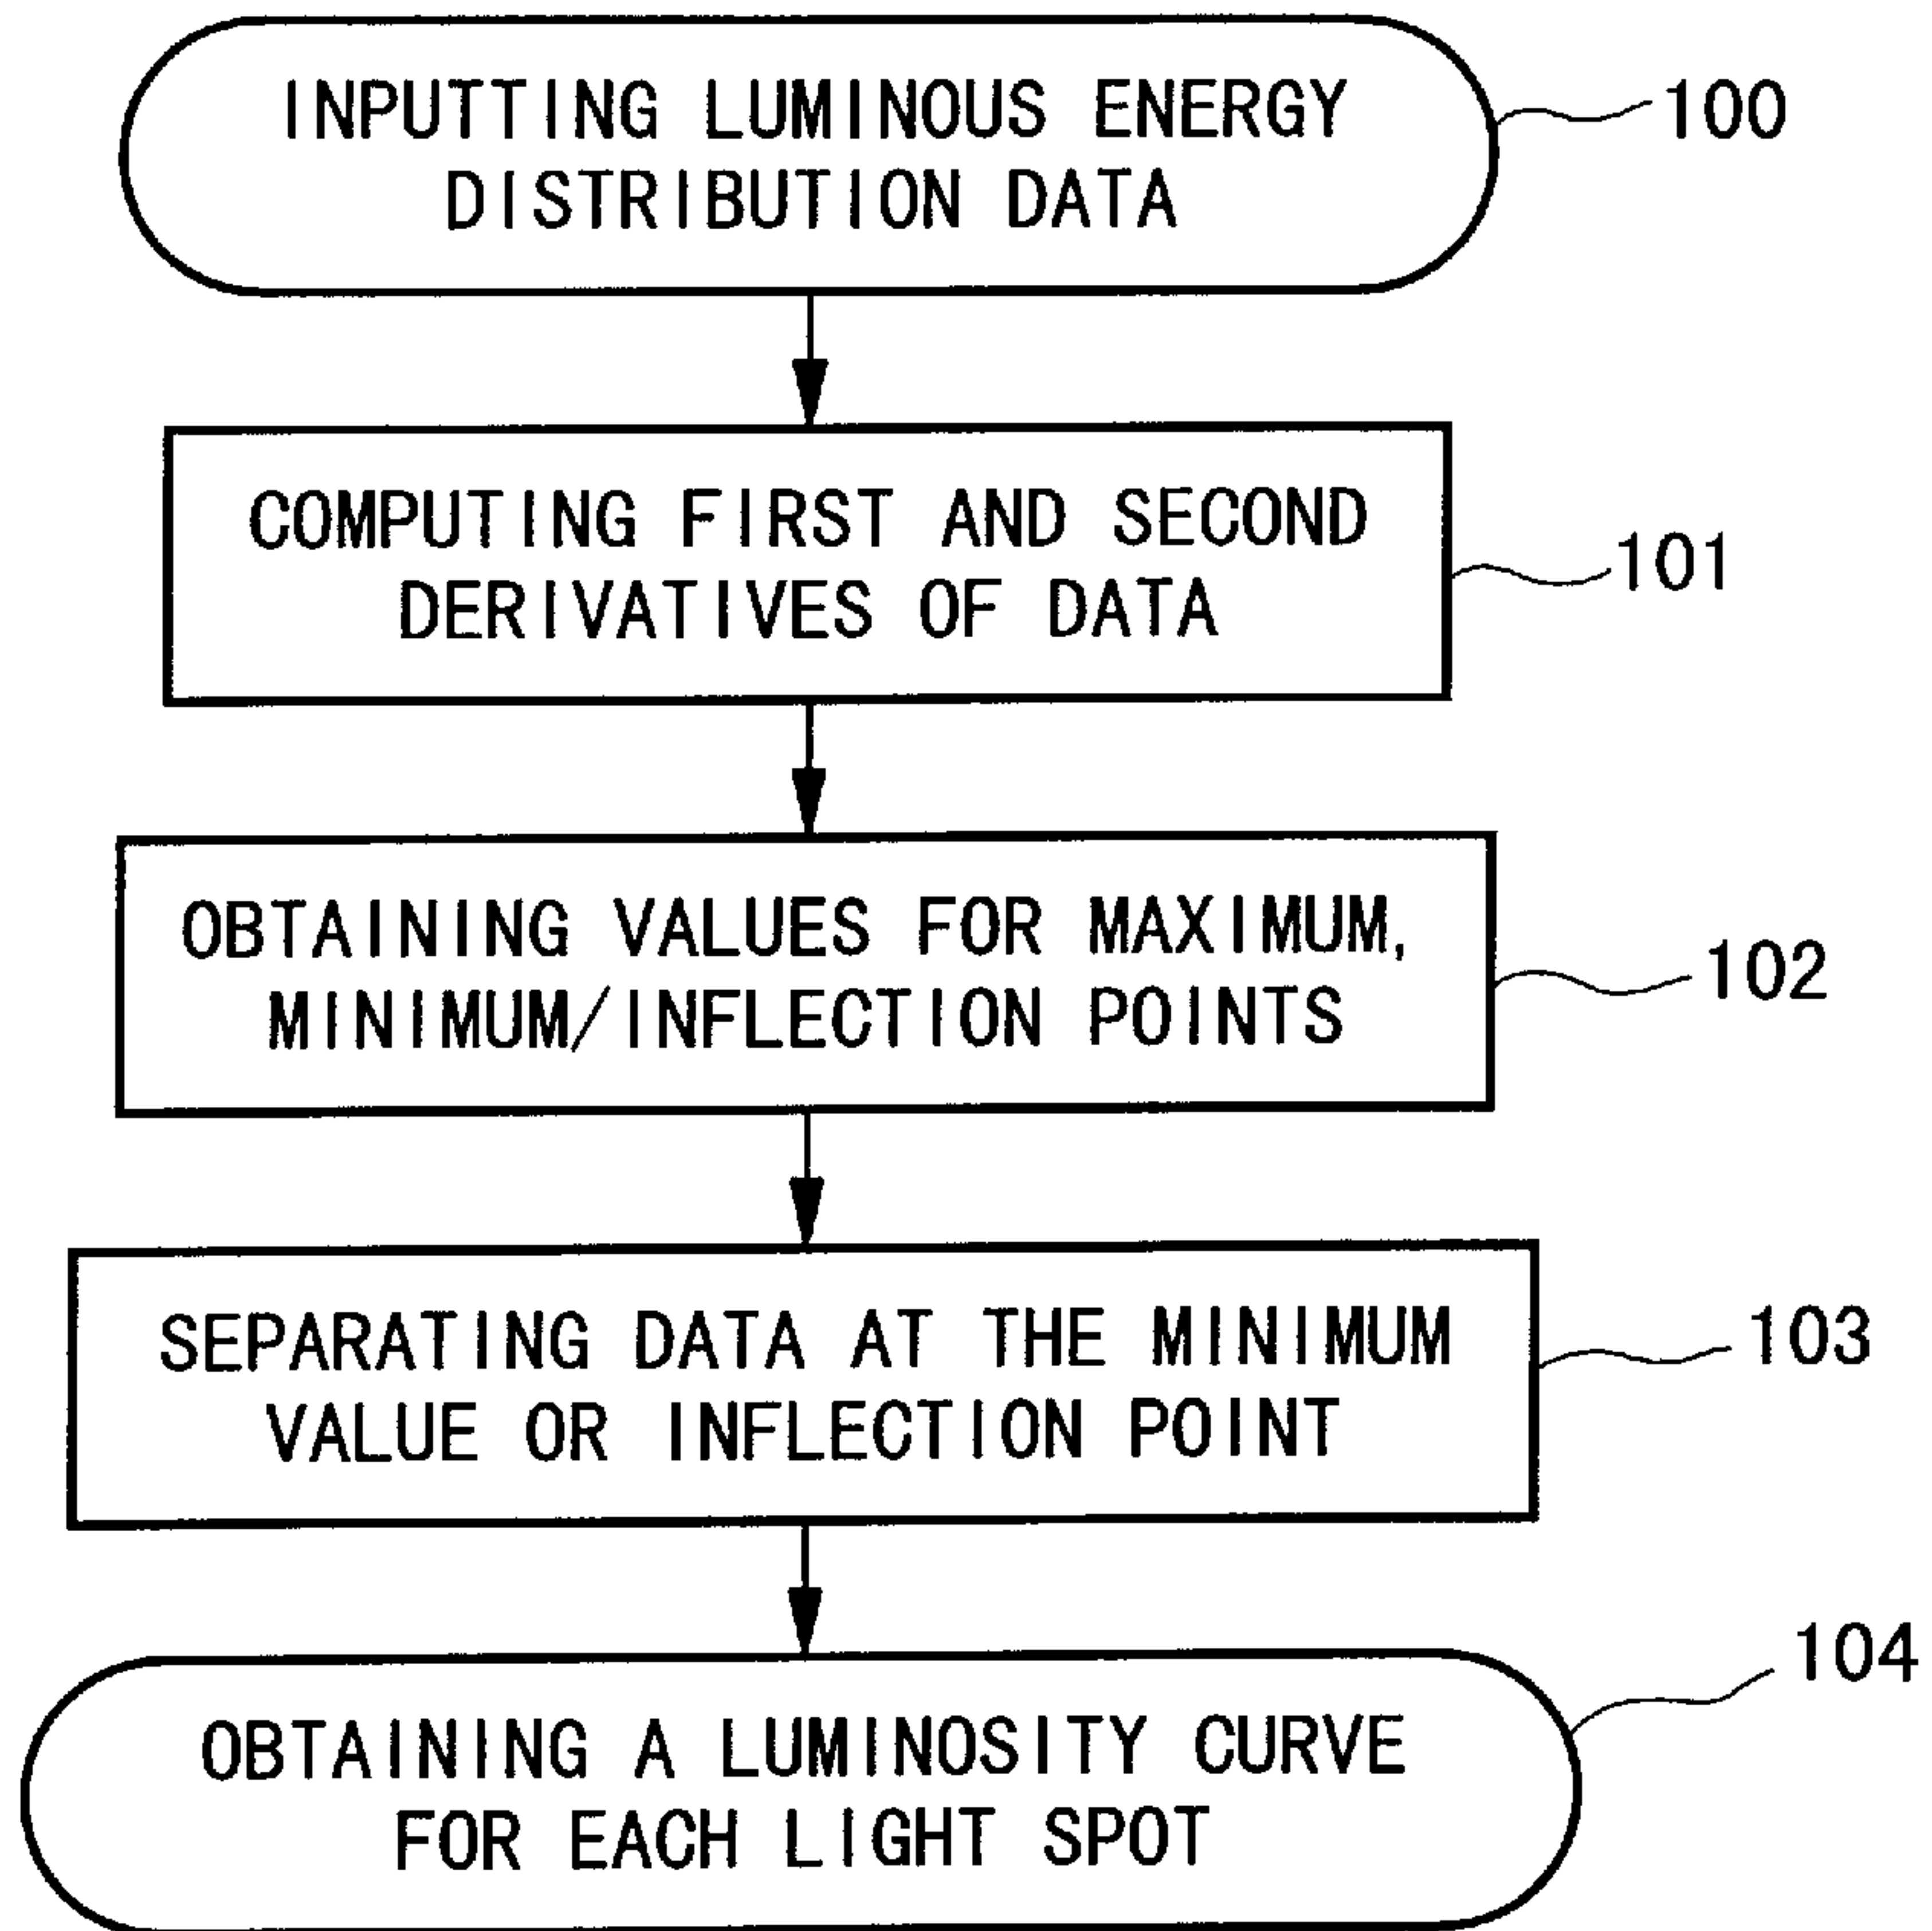 INPUTTING LUMINOUS ENERGY
DISTRIBUTION DATA
100
COMPUTING FIRST AND SECOND
DERIVATIVES OF DATA
101
OBTAINING VALUES FOR MAXIMUM,
MINIMUM/INFLECTION POINTS
102
SEPARATING DATA AT THE MINIMUM
VALUE OR INFLECTION POINT
103
OBTAINING A LUMINOSITY CURVE
FOR EACH LIGHT SPOT
104